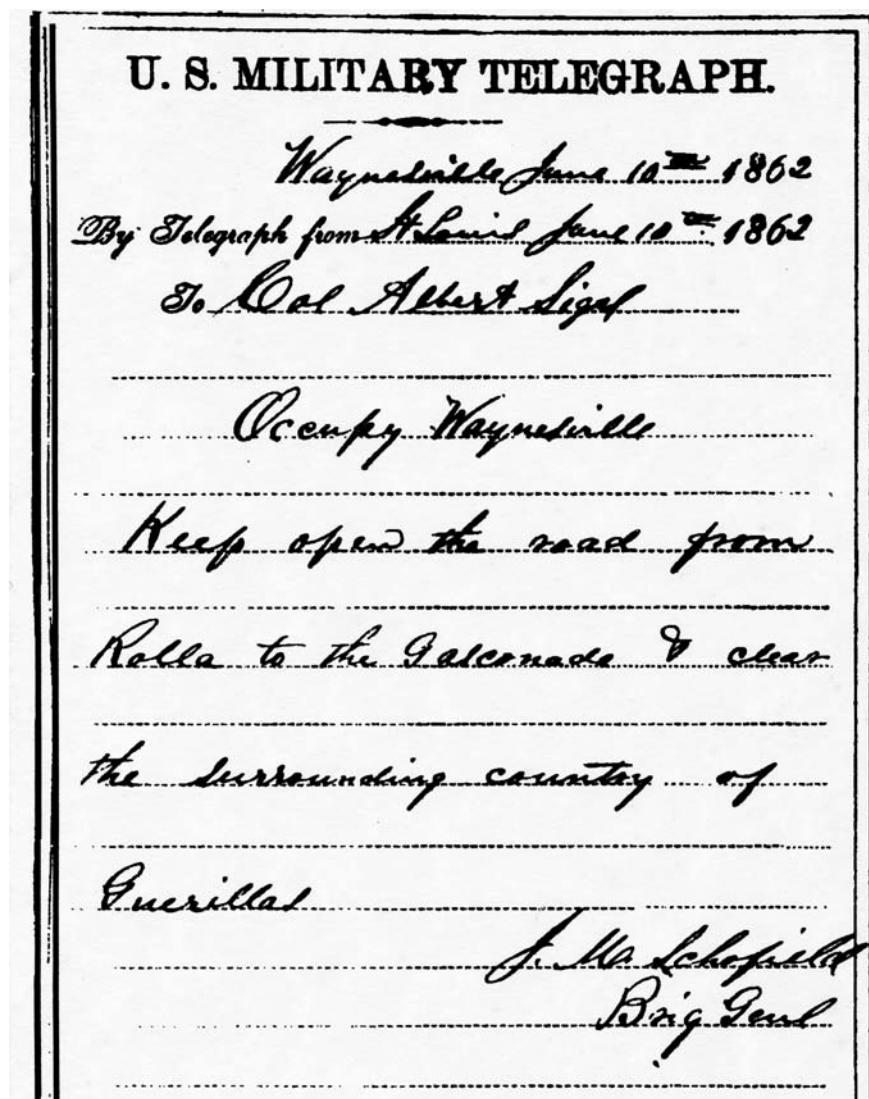 U. S. MILITARY TELEGRAPH.
Waynesville June 10th 1862
By Telegraph from St Louis June 10th 1862
To Col Albert Sigel
Occupy Waynesville
Keep open the road from
Rolla to the Gasconade & clear
the surrounding country of
Guerillas
J. M. Schofield
Brig Genl